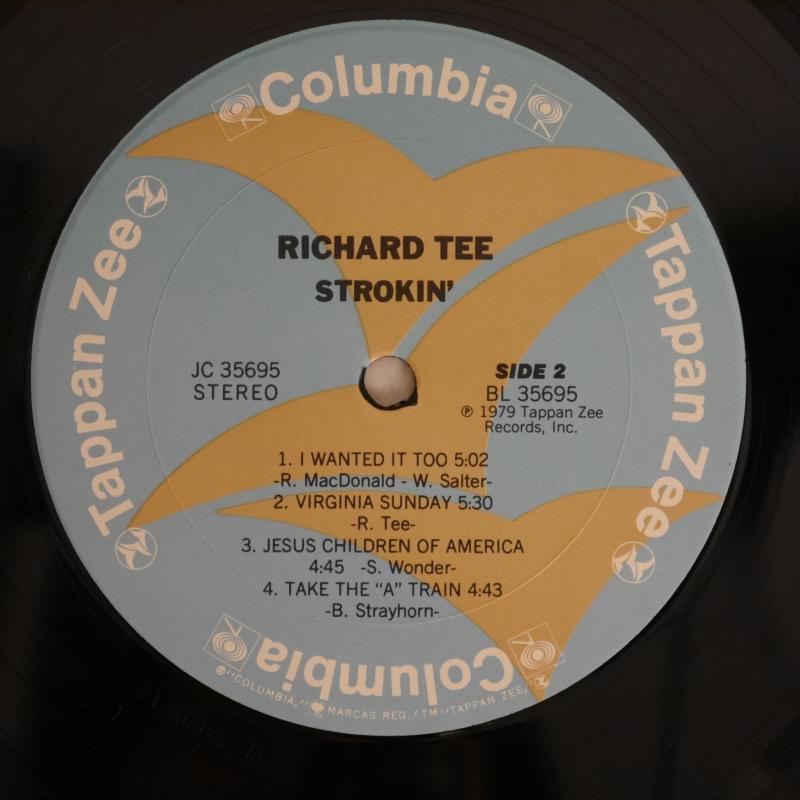 Columbia
Tappan Zee
Tappan Zee
RICHARD TEE
STROKIN'
JC 35695
STEREO
SIDE 2
BL 35695
℗ 1979 Tappan Zee
Records, Inc.
1. I WANTED IT TOO 5:02
-R. MacDonald - W. Salter-
2. VIRGINIA SUNDAY 5:30
-R. Tee-
3. JESUS CHILDREN OF AMERICA
4:45 -S. Wonder-
4. TAKE THE “A” TRAIN 4:43
-B. Strayhorn-
Columbia
® "COLUMBIA," MARCAS REG./TM "TAPPAN ZEE,"